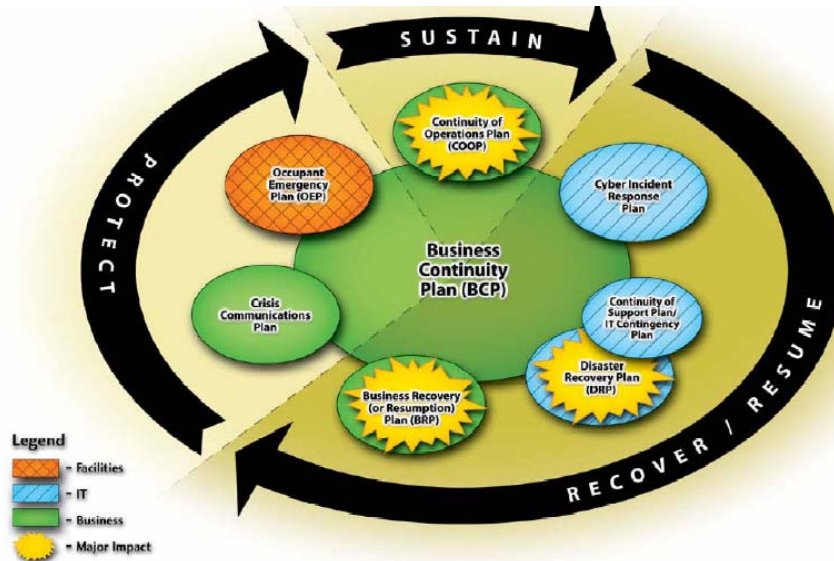 SUSTAIN
PROTECT
RECOVER / RESUME
Continuity of
Operations Plan
(COOP)
Occupant
Emergency
Plan (OEP)
Cyber Incident
Response
Plan
Business
Continuity
Plan (BCP)
Crisis
Communications
Plan
Continuity of
Support Plan/
IT Contingency
Plan
Disaster
Recovery Plan
(DRP)
Business Recovery
(or Resumption)
Plan (BRP)
Legend
- Facilities
- IT
- Business
- Major Impact